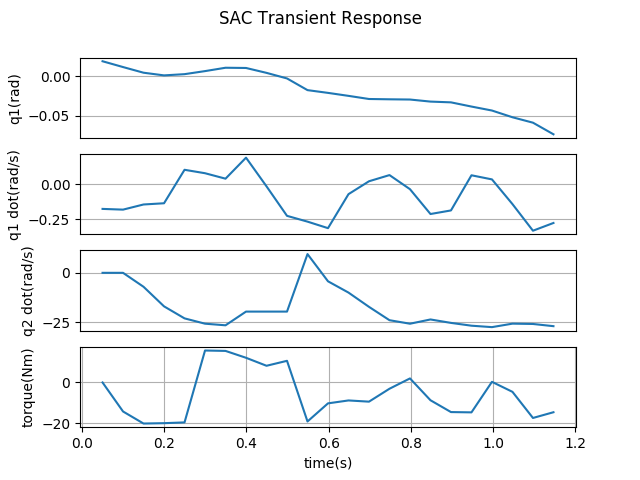 SAC Transient Response
q1(rad)
0.00
−0.05
q1 dot(rad/s)
0.00
−0.25
q2 dot(rad/s)
0
−25
torque(Nm)
0
−20
0.0 0.2 0.4 0.6 0.8 1.0 1.2
time(s)